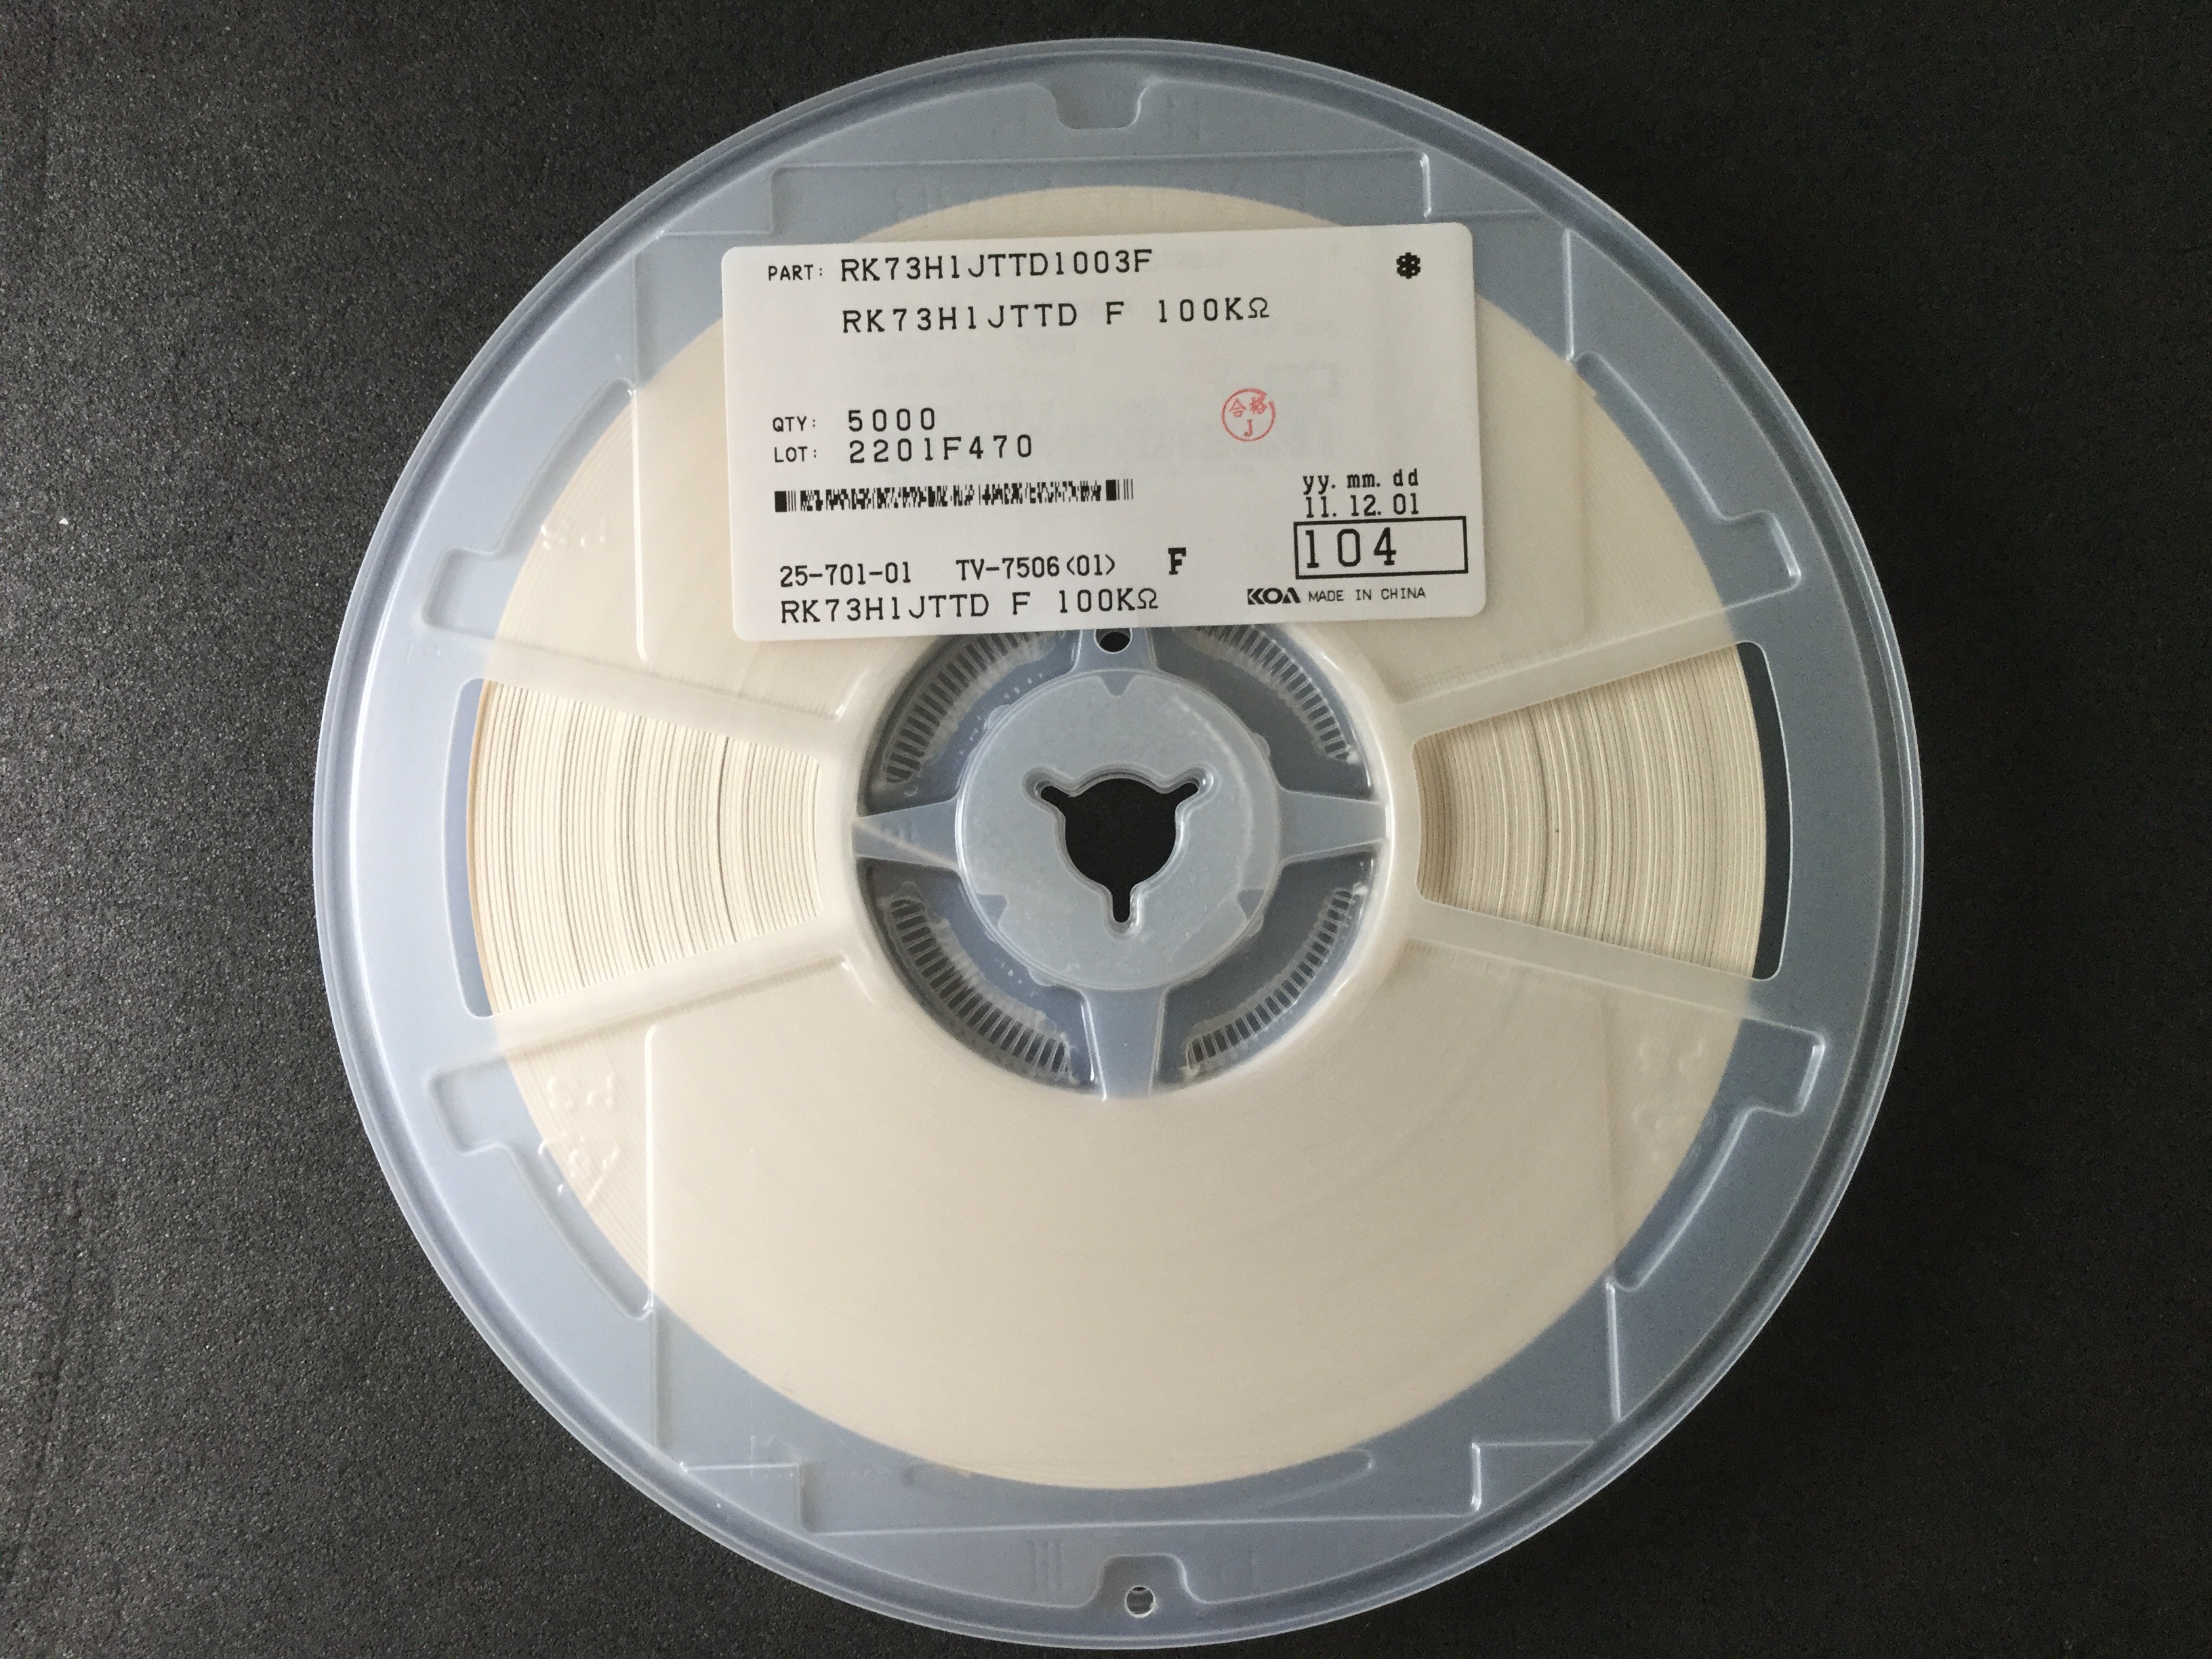 PART: RK73H1JTTD1003F
RK73H1JTTD F 100KΩ
QTY: 5000
LOT: 2201F470
合格
J
yy. mm. dd
11. 12. 01
104
25-701-01 TV-7506<01> F
RK73H1JTTD F 100KΩ
KOA MADE IN CHINA